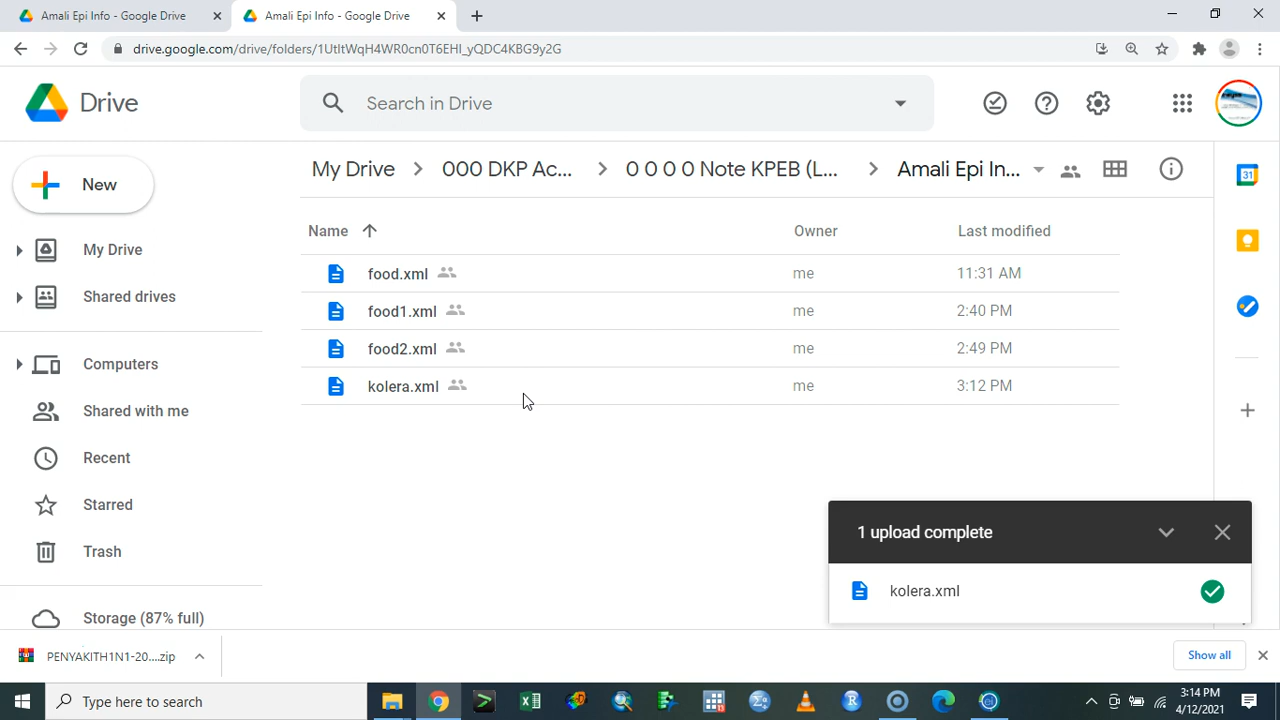 Amali Epi Info - Google Drive
Amali Epi Info - Google Drive
drive.google.com/drive/folders/1UtItWqH4WR0cn0T6EHI_yQDC4KBG9y2G
Drive
Search in Drive
New
My Drive
000 DKP Ac...
0 0 0 0 Note KPEB (L...
Amali Epi In...
Name
Owner
Last modified
My Drive
food.xml
me
11:31 AM
Shared drives
food1.xml
me
2:40 PM
food2.xml
me
2:49 PM
Computers
kolera.xml
me
3:12 PM
Shared with me
Recent
Starred
Trash
Storage (87% full)
31
1 upload complete
kolera.xml
PENYAKITH1N1-20....zip
Show all
Type here to search
3:14 PM
4/12/2021